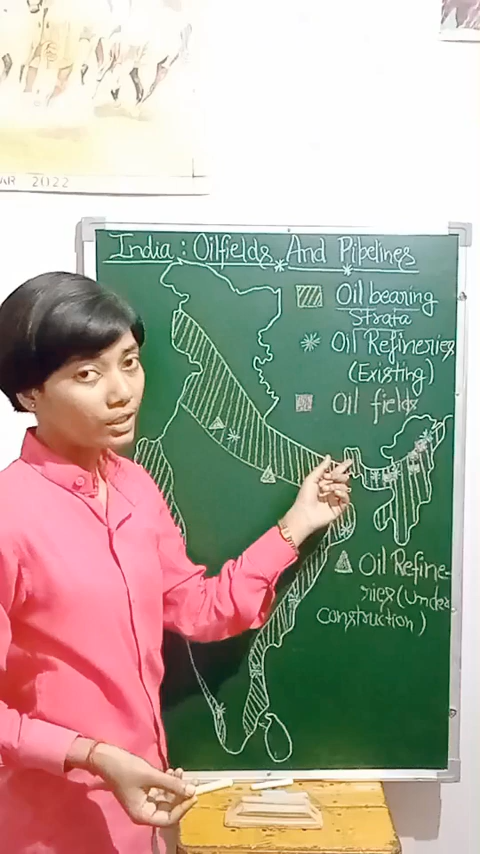 AR 2022
India : Oilfields And Pipelines
Oil bearing
Strata
Oil Refineries
(Existing)
Oil fields
Oil Refine-
ries (Under
Construction)